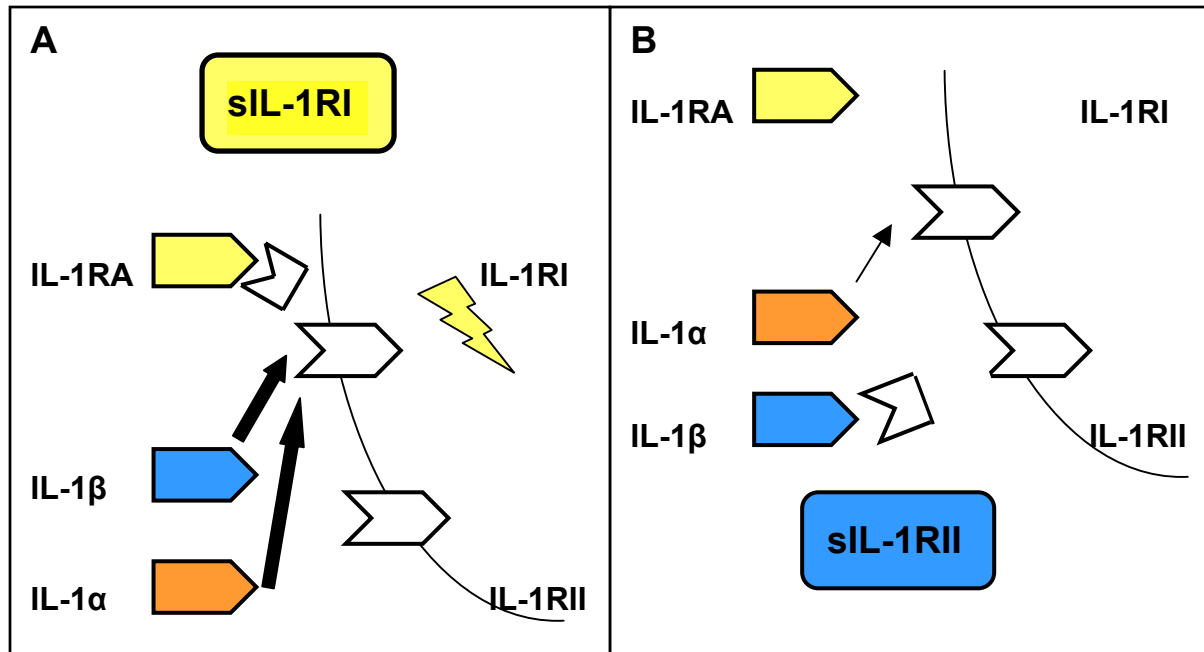 A
sIL-1RI
IL-1RA
IL-1RI
IL-1β
IL-1α
IL-1RII
B
IL-1RA
IL-1RI
IL-1α
IL-1β
IL-1RII
sIL-1RII